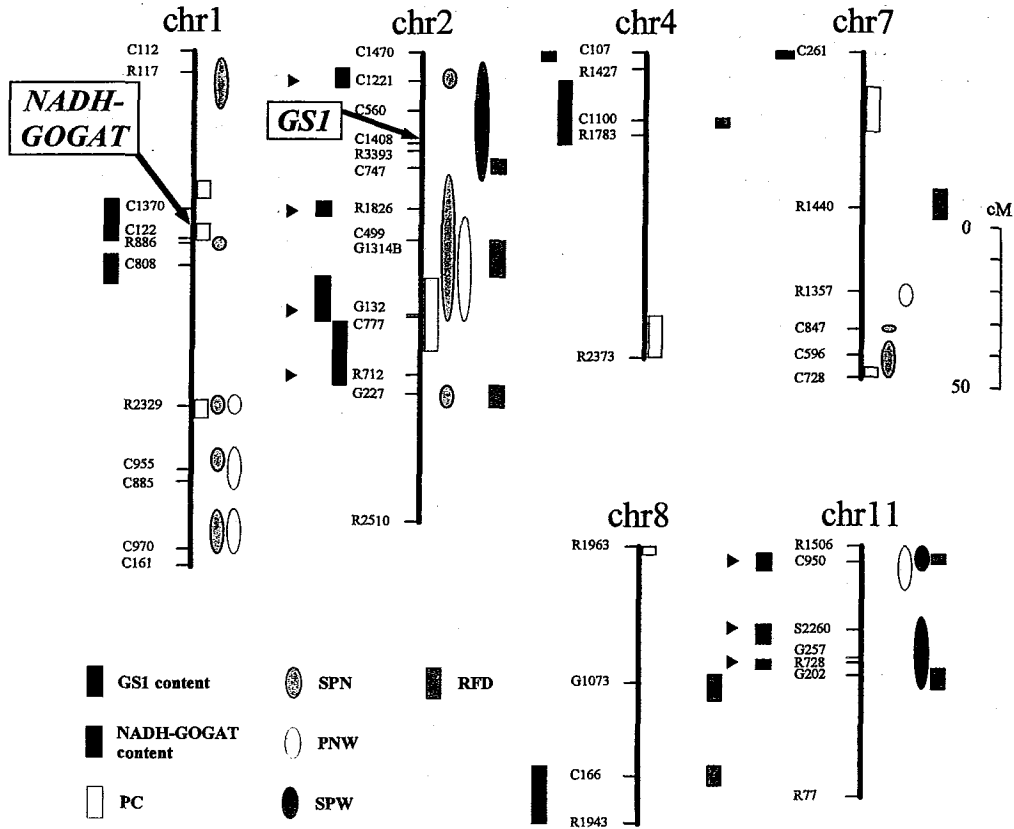 chr1
chr2
chr4
chr7
C112
R117
NADH-
GOGAT
C1370
C122
R886
C808
R2329
C955
C885
C970
C161
C1470
C1221
C560
GS1
C1408
R3393
C747
R1826
C499
G1314B
G132
C777
R712
G227
R2510
C107
R1427
C1100
R1783
R2373
C261
R1440
R1357
C847
C596
C728
cM
0
50
chr8
chr11
R1963
G1073
C166
R1943
R1506
C950
S2260
G257
R728
G202
R77
GS1 content
SPN
RFD
NADH-GOGAT
content
PNW
PC
SPW